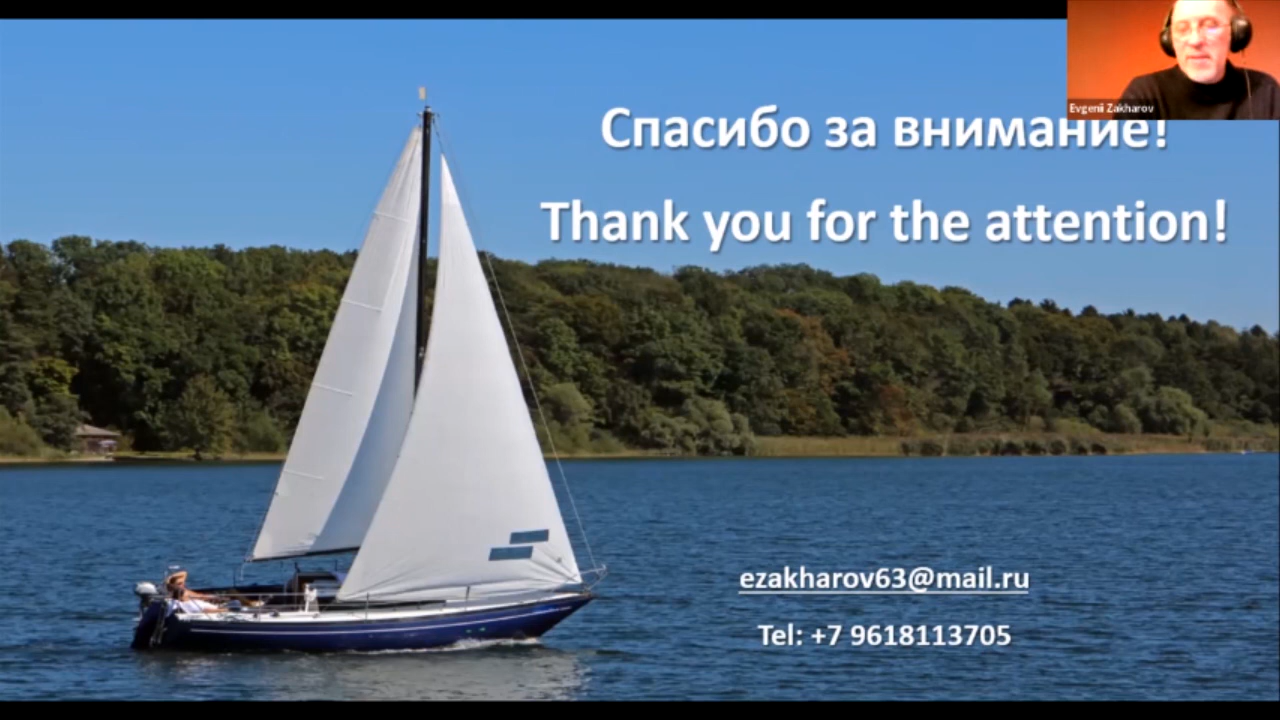 Evgenii Zakharov
Спасибо за внимание!
Thank you for the attention!
ezakharov63@mail.ru
Tel: +7 9618113705